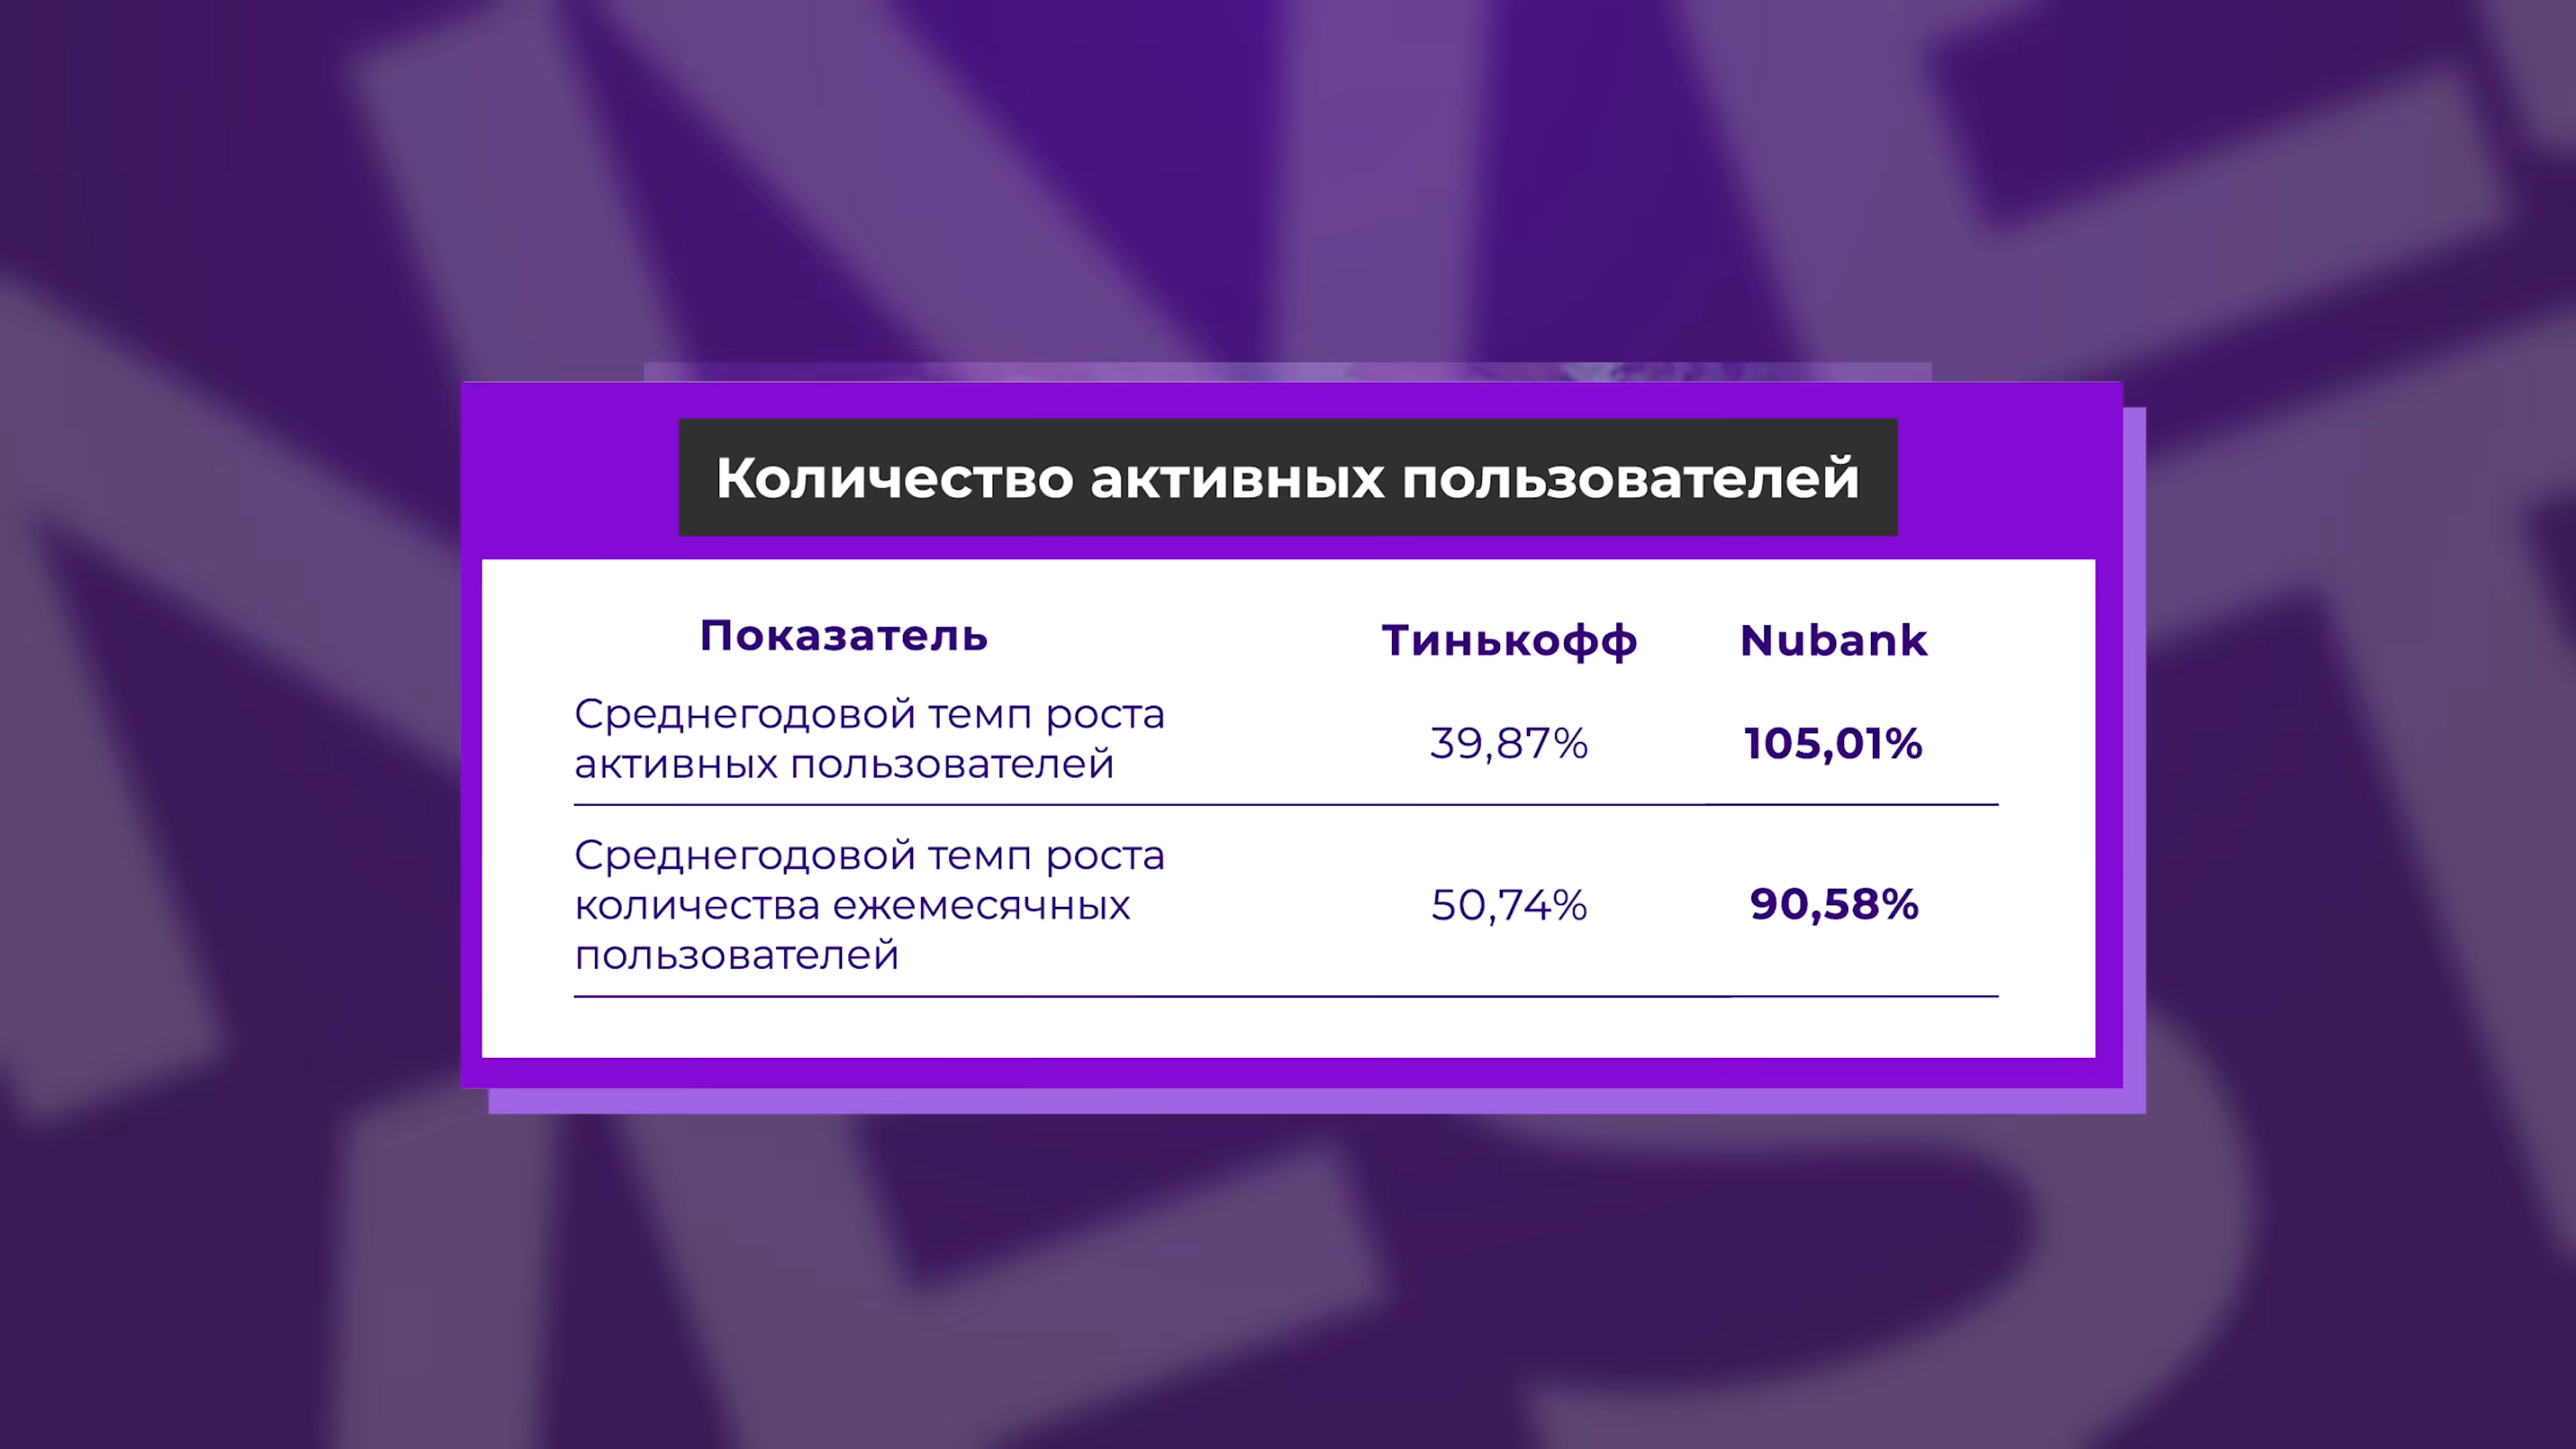 Количество активных пользователей
Показатель Тинькофф Nubank
Среднегодовой темп роста
активных пользователей
39,87% 105,01%
Среднегодовой темп роста
количества ежемесячных
пользователей
50,74% 90,58%